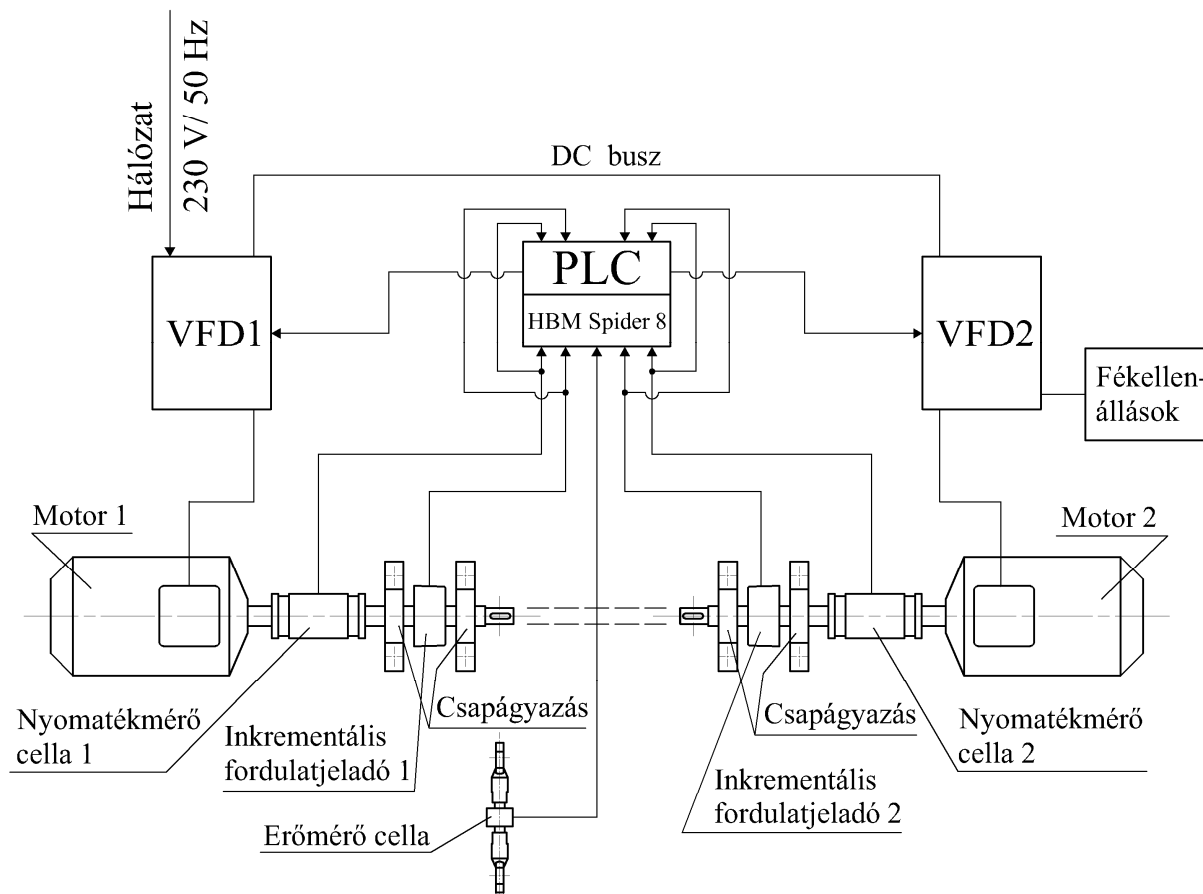 Hálózat
230 V/ 50 Hz
DC busz
PLC
HBM Spider 8
VFD1
VFD2
Fékellen-
állások
Motor 1
Motor 2
Nyomatékmérő
cella 1
Inkrementális
fordulatjeladó 1
Csapágyazás
Erőmérő cella
Csapágyazás
Inkrementális
fordulatjeladó 2
Nyomatékmérő
cella 2